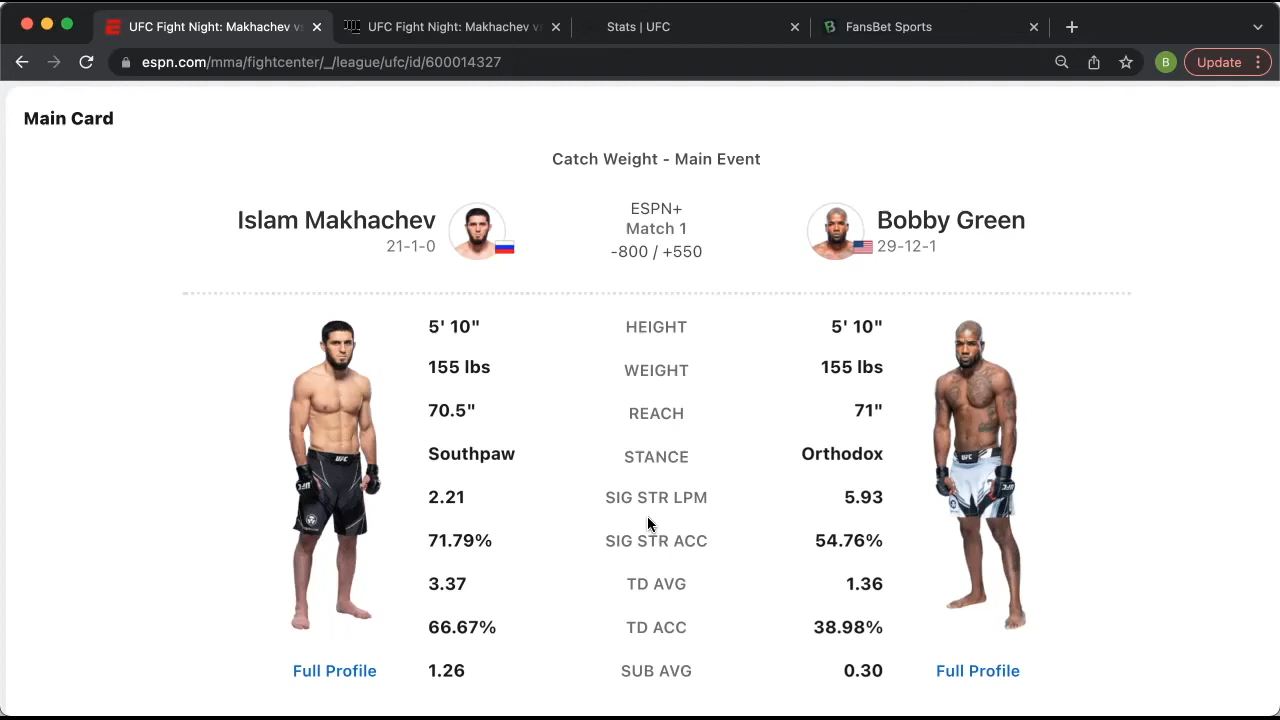 UFC Fight Night: Makhachev vs
UFC Fight Night: Makhachev vs
Stats | UFC
FansBet Sports
espn.com/mma/fightcenter/_/league/ufc/id/600014327
B
Update
Main Card
Catch Weight - Main Event
Islam Makhachev
21-1-0
ESPN+
Match 1
-800 / +550
Bobby Green
29-12-1
5' 10" HEIGHT 5' 10"
155 lbs WEIGHT 155 lbs
70.5" REACH 71"
Southpaw STANCE Orthodox
2.21 SIG STR LPM 5.93
71.79% SIG STR ACC 54.76%
3.37 TD AVG 1.36
66.67% TD ACC 38.98%
Full Profile 1.26 SUB AVG 0.30 Full Profile
UFC
UFC